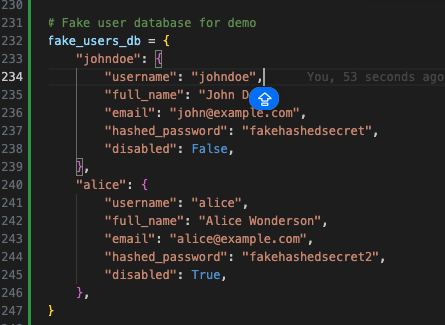 230
231 # Fake user database for demo
232 fake_users_db = {
233     "johndoe": {
234         "username": "johndoe",     You, 53 seconds ago
235         "full_name": "John D
236         "email": "john@example.com",
237         "hashed_password": "fakehashedsecret",
238         "disabled": False,
239     },
240     "alice": {
241         "username": "alice",
242         "full_name": "Alice Wonderson",
243         "email": "alice@example.com",
244         "hashed_password": "fakehashedsecret2",
245         "disabled": True,
246     },
247 }